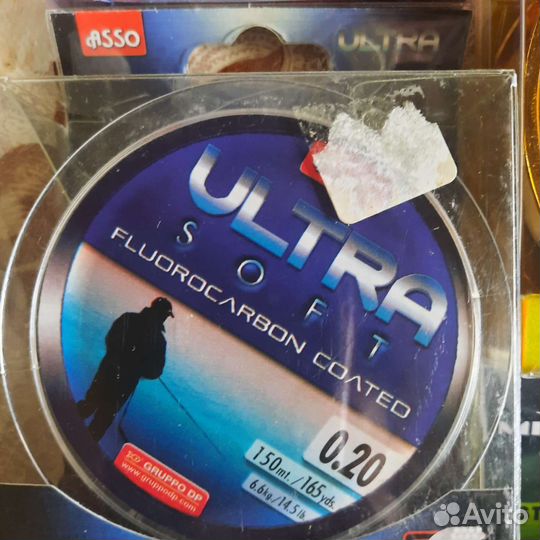 ASSO
ULTRA
ULTRA
SOFT
FLUOROCARBON COATED
0.20
150mt./165yds.
6.6kg/14.5lb
GRUPPO DP
www.gruppodp.com
Avito